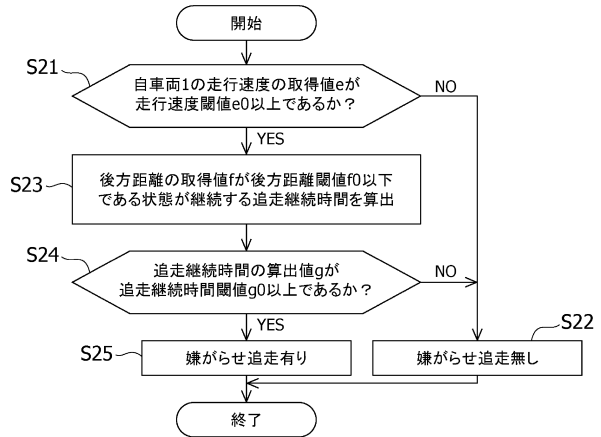 開始
S21
自車両1の走行速度の取得値eが
走行速度閾値e0以上であるか？
NO
YES
S23
後方距離の取得値fが後方距離閾値f0以下
である状態が継続する追走継続時間を算出
S24
追走継続時間の算出値gが
追走継続時間閾値g0以上であるか？
NO
YES
S25
嫌がらせ追走有り
S22
嫌がらせ追走無し
終了